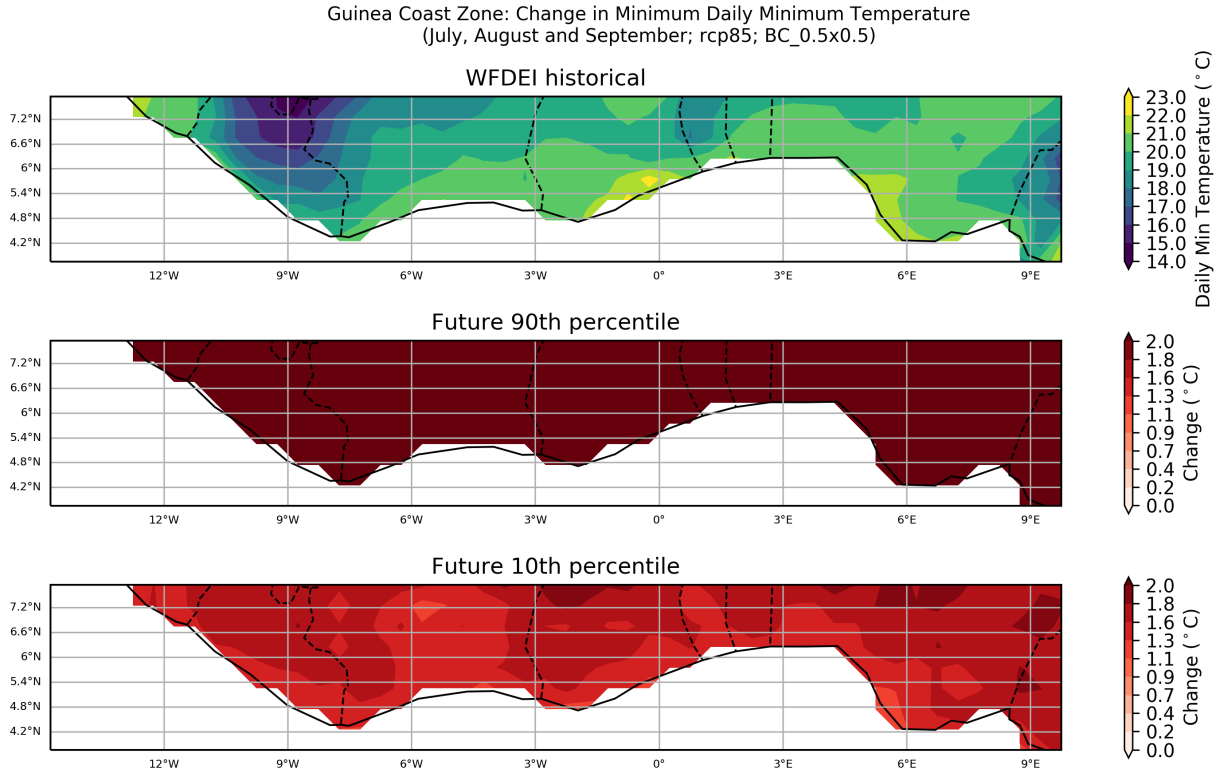 Guinea Coast Zone: Change in Minimum Daily Minimum Temperature
(July, August and September; rcp85; BC_0.5x0.5)
WFDEI historical
7.2°N
6.6°N
6°N
5.4°N
4.8°N
4.2°N
12°W 9°W 6°W 3°W 0° 3°E 6°E 9°E
23.0
22.0
21.0
20.0
19.0
18.0
17.0
16.0
15.0
14.0
Daily Min Temperature (°C)
Future 90th percentile
7.2°N
6.6°N
6°N
5.4°N
4.8°N
4.2°N
12°W 9°W 6°W 3°W 0° 3°E 6°E 9°E
2.0
1.8
1.6
1.3
1.1
0.9
0.7
0.4
0.2
0.0
Change (°C)
Future 10th percentile
7.2°N
6.6°N
6°N
5.4°N
4.8°N
4.2°N
12°W 9°W 6°W 3°W 0° 3°E 6°E 9°E
2.0
1.8
1.6
1.3
1.1
0.9
0.7
0.4
0.2
0.0
Change (°C)